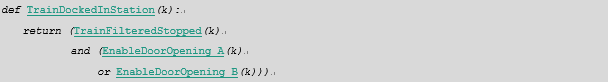 def TrainDockedInStation(k):
return (TrainFilteredStopped(k)
and (EnableDoorOpening_A(k)
or EnableDoorOpening_B(k))).